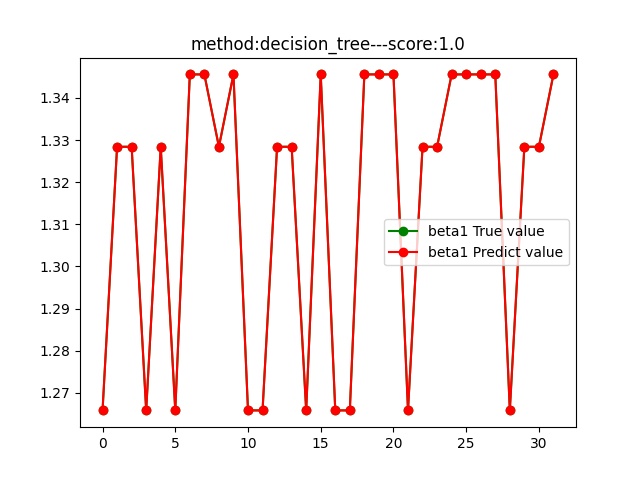 method:decision_tree---score:1.0
1.34
1.33
1.32
1.31
1.30
1.29
1.28
1.27
beta1 True value
beta1 Predict value
0 5 10 15 20 25 30